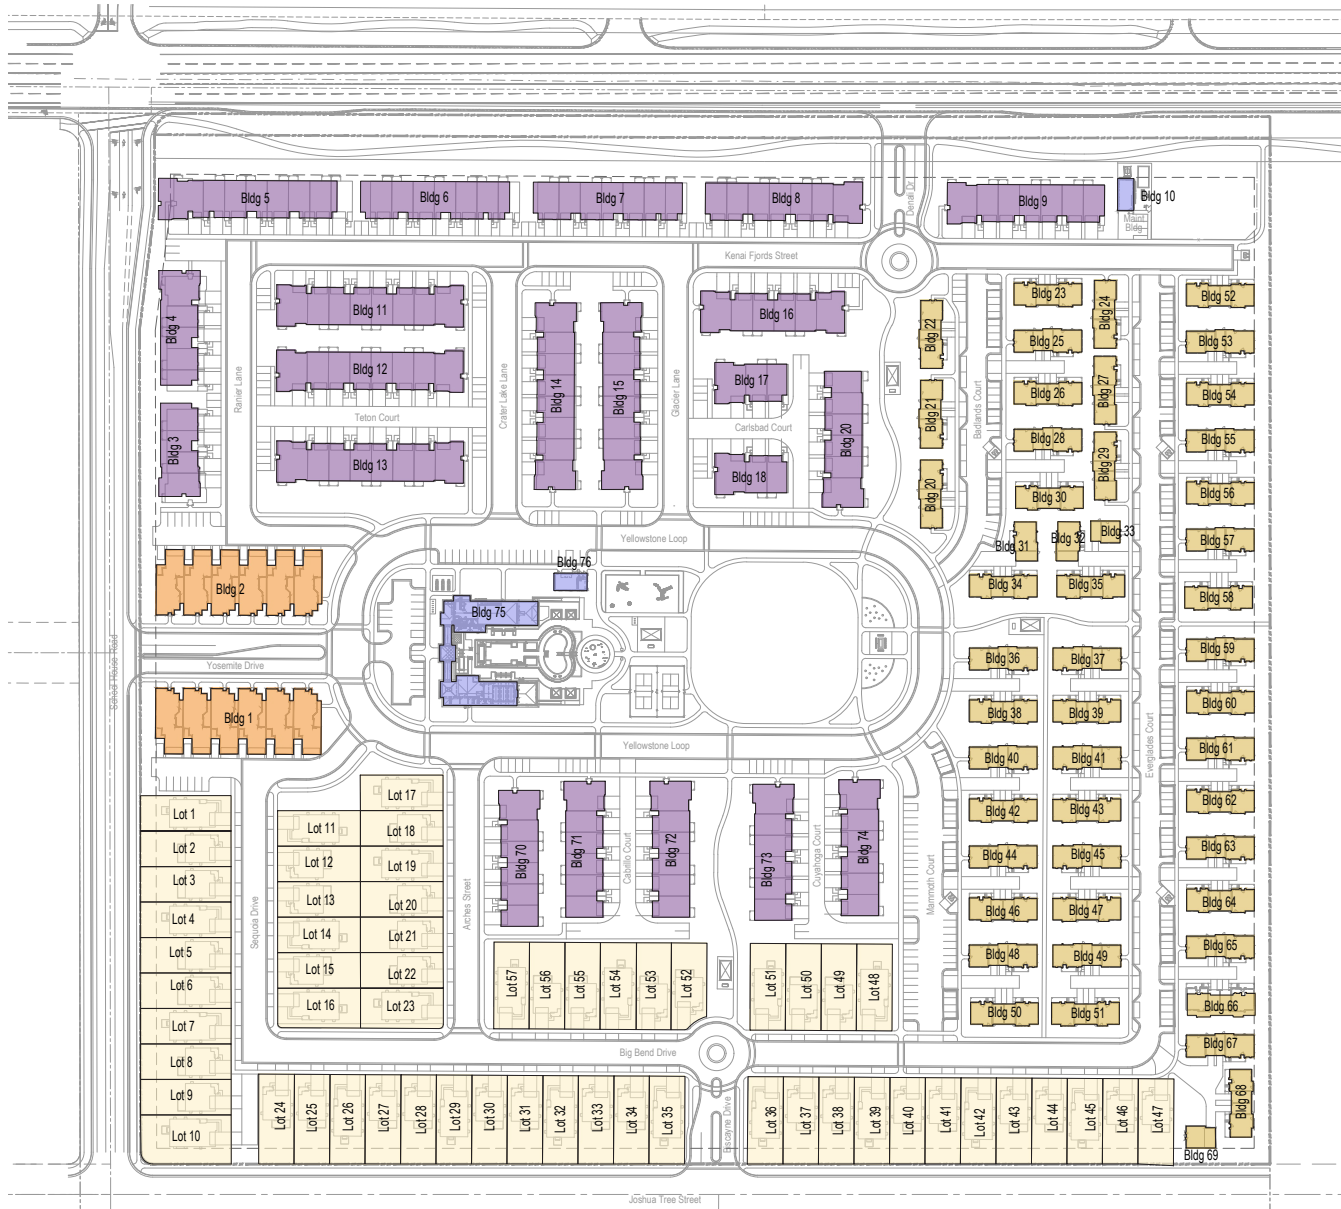 Bldg 5
Bldg 6
Bldg 7
Bldg 8
Denali Dr
Bldg 9
Bldg 10
Maint
Bldg
Kenai Fjords Street
Bldg 4
Bldg 3
Ranier Lane
Bldg 11
Bldg 12
Teton Court
Bldg 13
Crater Lake Lane
Bldg 14
Bldg 15
Glacier Lane
Bldg 16
Bldg 17
Carlsbad Court
Bldg 18
Bldg 20
Bldg 22
Bldg 21
Bldg 20
Badlands Court
Bldg 23
Bldg 24
Bldg 25
Bldg 26
Bldg 27
Bldg 28
Bldg 29
Bldg 30
Bldg 31
Bldg 32
Bldg 33
Bldg 34
Bldg 35
Bldg 52
Bldg 53
Bldg 54
Bldg 55
Bldg 56
Bldg 57
Bldg 58
Bldg 59
Bldg 60
Bldg 61
Bldg 62
Bldg 63
Bldg 64
Bldg 65
Bldg 66
Bldg 67
Bldg 68
Bldg 69
Yellowstone Loop
Bldg 76
Bldg 75
Bldg 2
Yosemite Drive
School House Road
Bldg 1
Yellowstone Loop
Bldg 36
Bldg 37
Bldg 38
Bldg 39
Bldg 40
Bldg 41
Bldg 42
Bldg 43
Bldg 44
Bldg 45
Bldg 46
Bldg 47
Bldg 48
Bldg 49
Bldg 50
Bldg 51
Everglades Court
Mammoth Court
Lot 1
Lot 2
Lot 3
Lot 4
Lot 5
Lot 6
Lot 7
Lot 8
Lot 9
Lot 10
Sequoia Drive
Lot 17
Lot 11
Lot 18
Lot 12
Lot 19
Lot 13
Lot 20
Lot 14
Lot 21
Lot 15
Lot 22
Lot 16
Lot 23
Arches Street
Bldg 70
Bldg 71
Cabrillo Court
Bldg 72
Bldg 73
Cuyahoga Court
Bldg 74
Lot 57
Lot 56
Lot 55
Lot 54
Lot 53
Lot 52
Lot 51
Lot 50
Lot 49
Lot 48
Big Bend Drive
Lot 24
Lot 25
Lot 26
Lot 27
Lot 28
Lot 29
Lot 30
Lot 31
Lot 32
Lot 33
Lot 34
Lot 35
Biscayne Drive
Lot 36
Lot 37
Lot 38
Lot 39
Lot 40
Lot 41
Lot 42
Lot 43
Lot 44
Lot 45
Lot 46
Lot 47
Joshua Tree Street